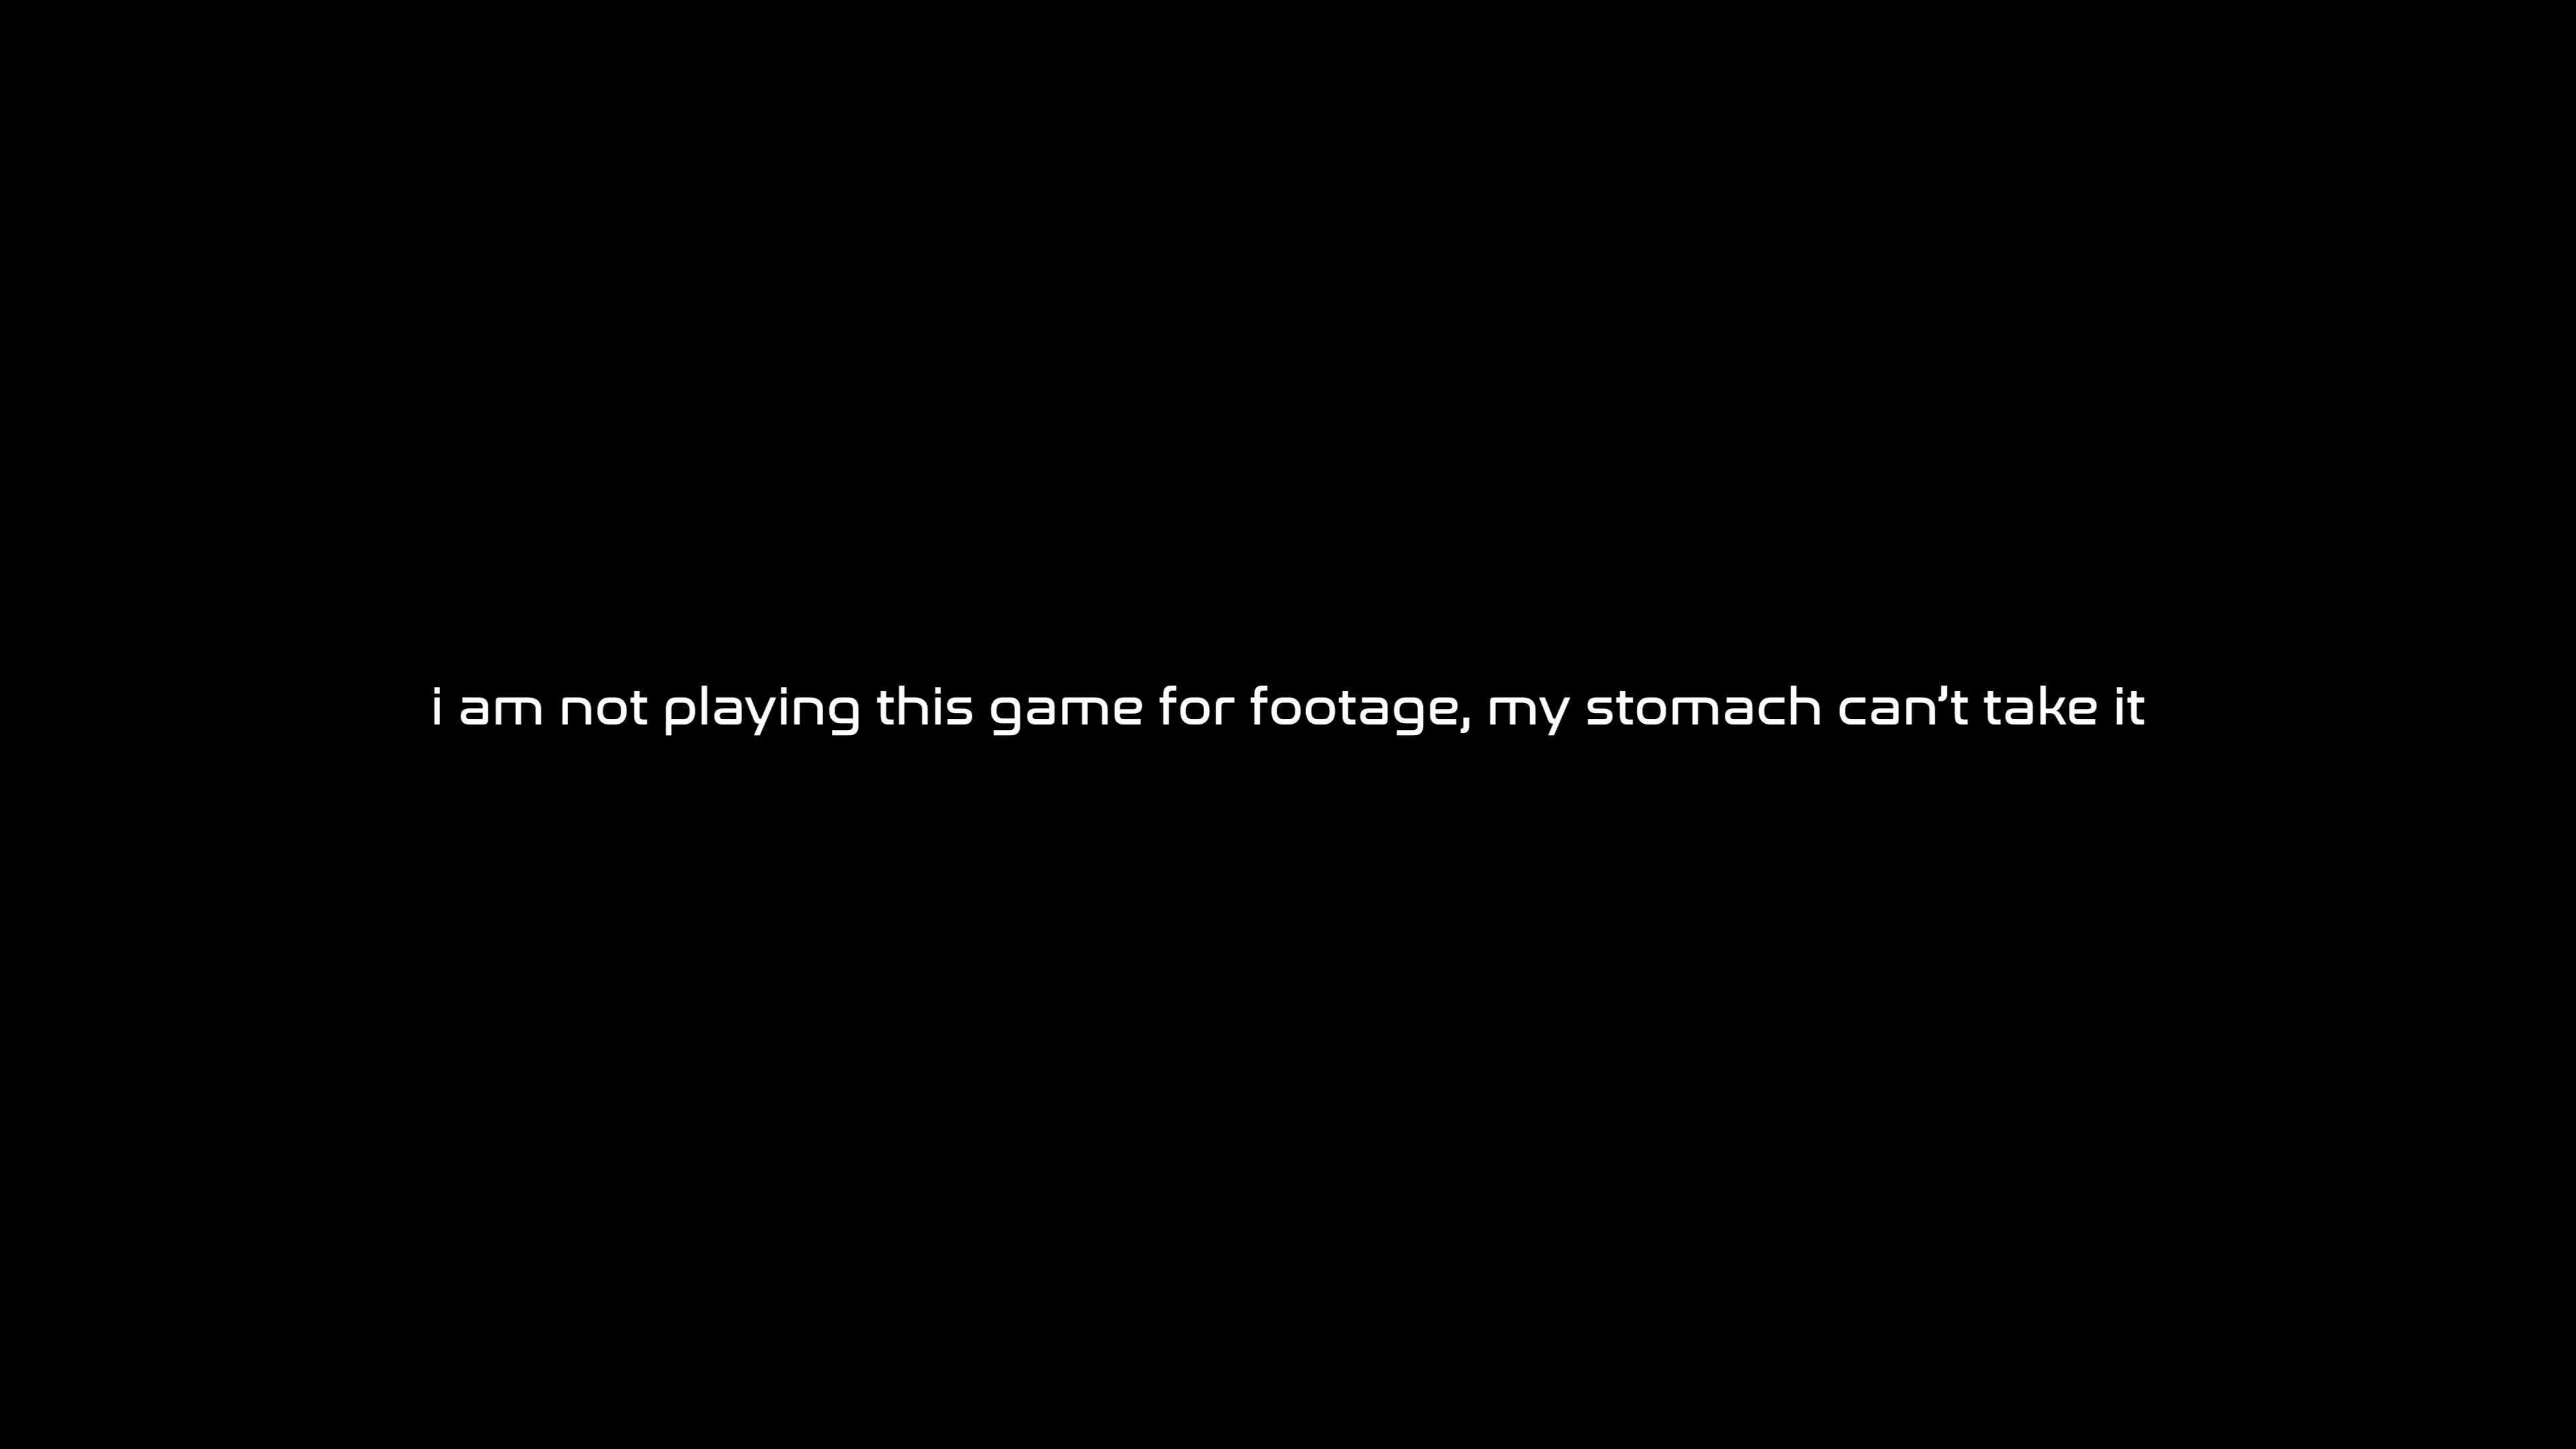 i am not playing this game for footage, my stomach can’t take it